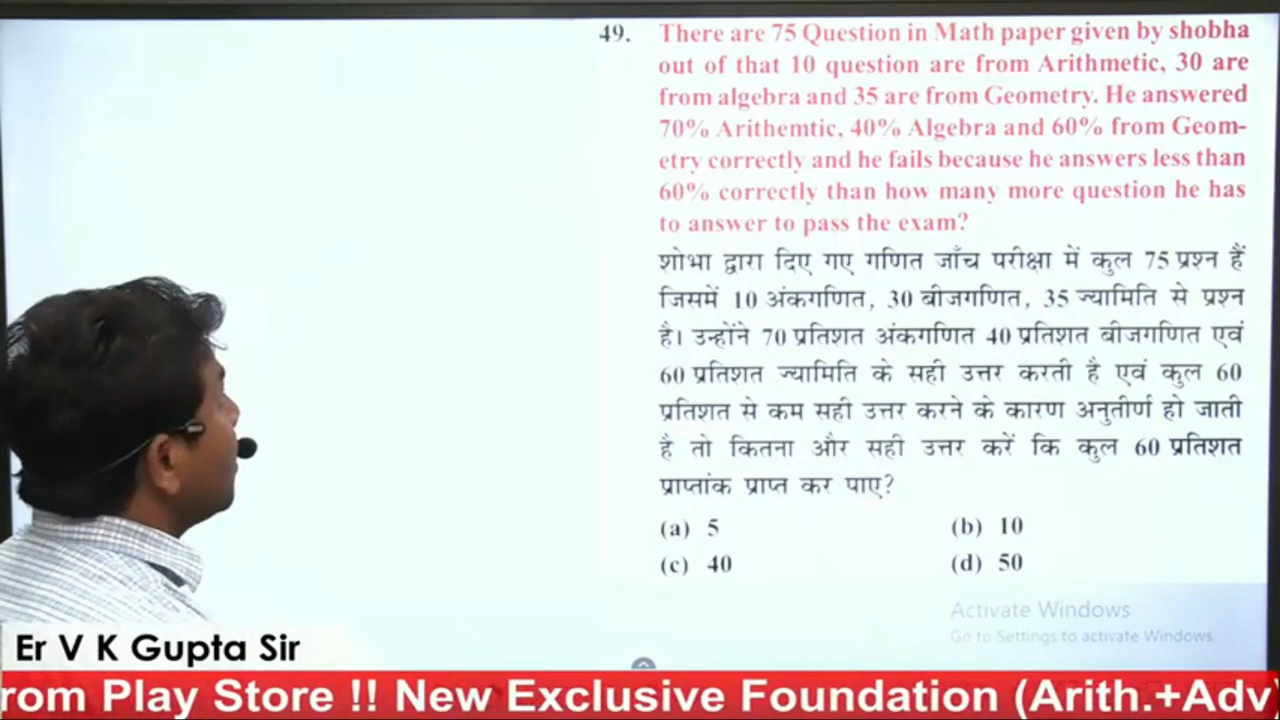 49. There are 75 Question in Math paper given by shobha
out of that 10 question are from Arithmetic, 30 are
from algebra and 35 are from Geometry. He answered
70% Arithemtic, 40% Algebra and 60% from Geom-
etry correctly and he fails because he answers less than
60% correctly than how many more question he has
to answer to pass the exam?
शोभा द्वारा दिए गए गणित जाँच परीक्षा में कुल 75 प्रश्न हैं
जिसमें 10 अंकगणित, 30 बीजगणित, 35 ज्यामिति से प्रश्न
है। उन्होंने 70 प्रतिशत अंकगणित 40 प्रतिशत बीजगणित एवं
60 प्रतिशत ज्यामिति के सही उत्तर करती है एवं कुल 60
प्रतिशत से कम सही उत्तर करने के कारण अनुतीर्ण हो जाती
है तो कितना और सही उत्तर करें कि कुल 60 प्रतिशत
प्राप्तांक प्राप्त कर पाए?
(a) 5 (b) 10
(c) 40 (d) 50
Activate Windows
Go to Settings to activate Windows.
Er V K Gupta Sir
rom Play Store !! New Exclusive Foundation (Arith.+Adv)